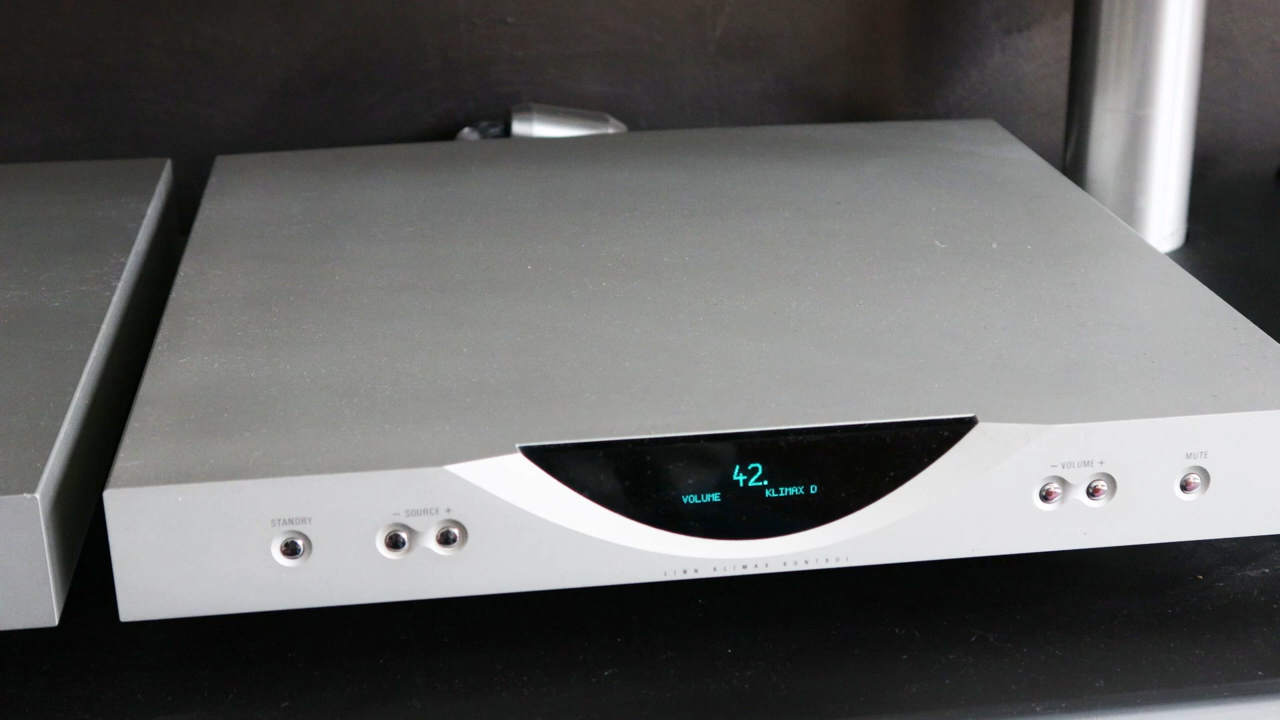 STANDBY
– SOURCE +
42.
VOLUME KLIMAX D
LINN KLIMAX KONTROL
– VOLUME +
MUTE